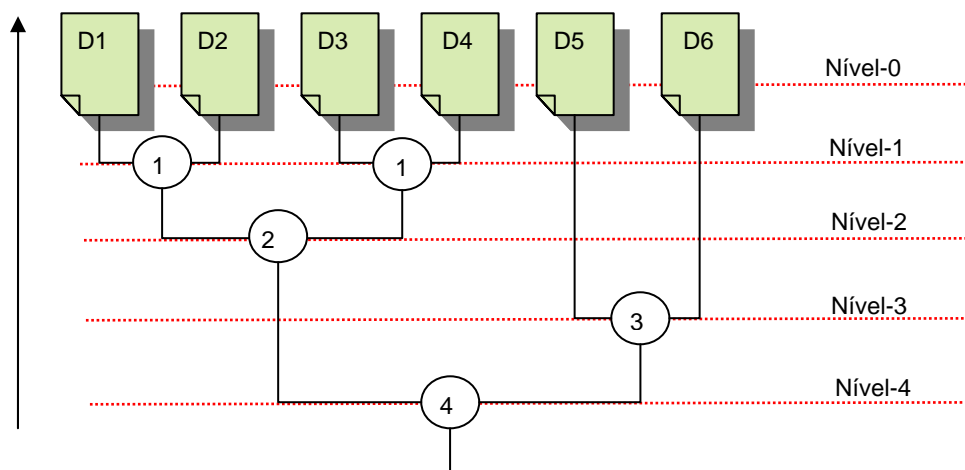 D1 D2 D3 D4 D5 D6
Nível-0
1 1 Nível-1
2 Nível-2
3 Nível-3
4 Nível-4